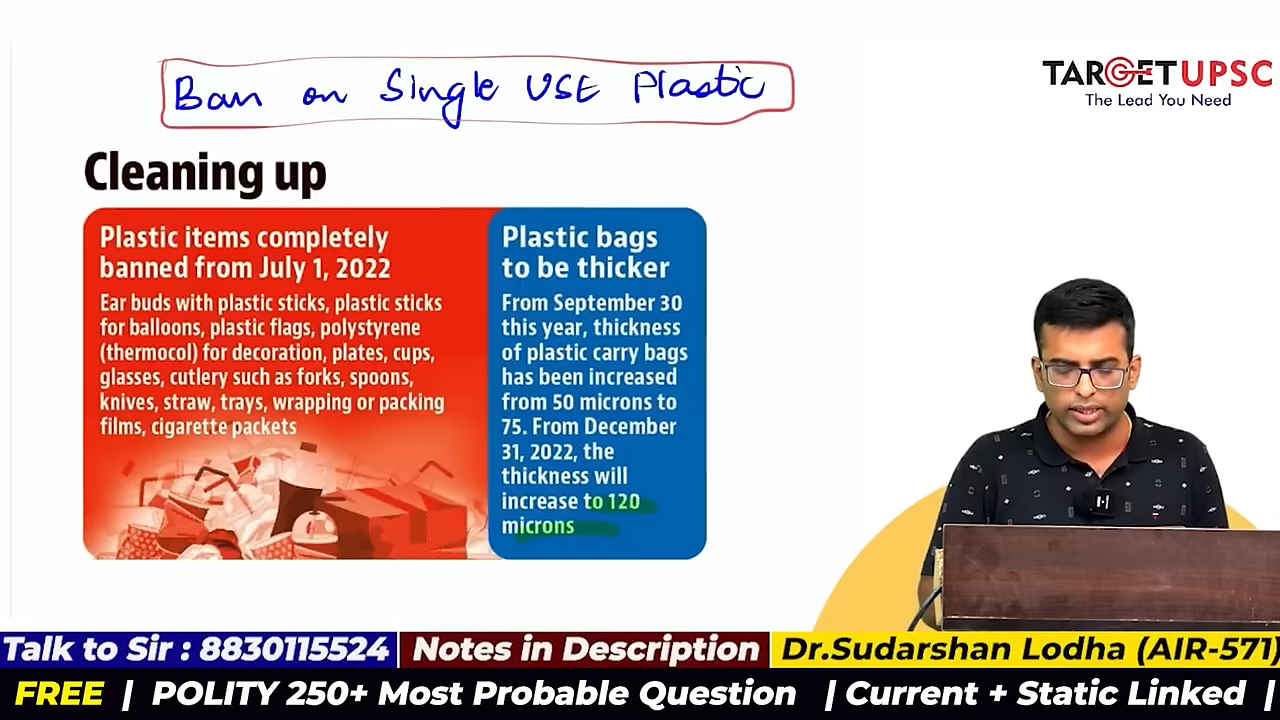 Ban on Single USE Plastic
TARGETUPSC
The Lead You Need
Cleaning up
Plastic items completely
banned from July 1, 2022
Ear buds with plastic sticks, plastic sticks
for balloons, plastic flags, polystyrene
(thermocol) for decoration, plates, cups,
glasses, cutlery such as forks, spoons,
knives, straw, trays, wrapping or packing
films, cigarette packets
Plastic bags
to be thicker
From September 30
this year, thickness
of plastic carry bags
has been increased
from 50 microns to
75. From December
31, 2022, the
thickness will
increase to 120
microns
Talk to Sir : 8830115524
Notes in Description
Dr.Sudarshan Lodha (AIR-571)
FREE | POLITY 250+ Most Probable Question | Current + Static Linked |